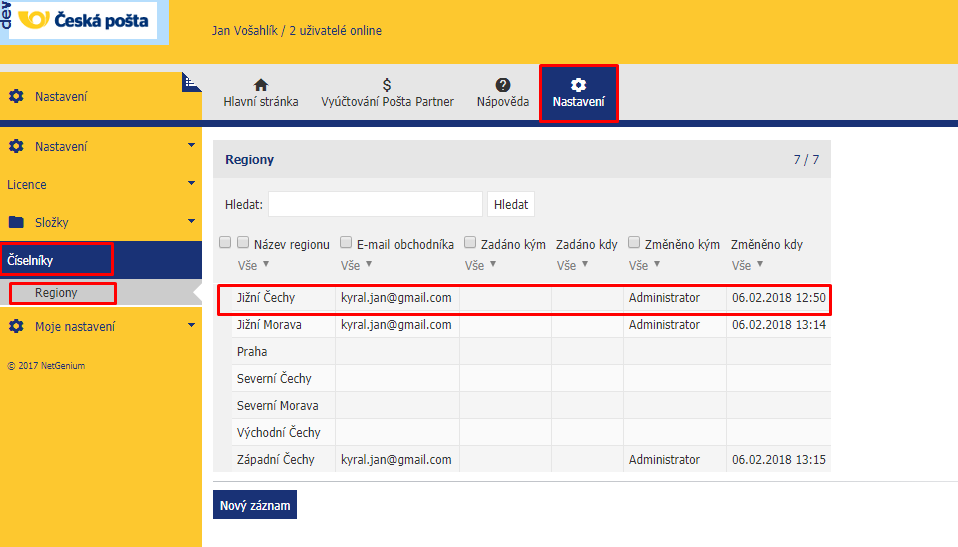 dev
Česká pošta
Jan Vošahlík / 2 uživatelé online
Nastavení
Hlavní stránka
Vyúčtování Pošta Partner
Nápověda
Nastavení
Nastavení
Licence
Složky
Číselníky
Regiony
Moje nastavení
© 2017 NetGenium
Regiony 7 / 7
Hledat: Hledat
Název regionu E-mail obchodníka Zadáno kým Zadáno kdy Změněno kým Změněno kdy
Vše Vše Vše Vše Vše Vše
Jižní Čechy kyral.jan@gmail.com Administrator 06.02.2018 12:50
Jižní Morava kyral.jan@gmail.com Administrator 06.02.2018 13:14
Praha
Severní Čechy
Severní Morava
Východní Čechy
Západní Čechy kyral.jan@gmail.com Administrator 06.02.2018 13:15
Nový záznam